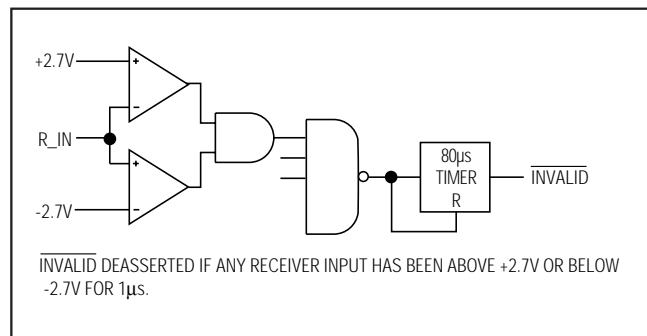 +2.7V
+
-
R_IN
+
-
-2.7V
80µs
TIMER
R
INVALID
INVALID DEASSERTED IF ANY RECEIVER INPUT HAS BEEN ABOVE +2.7V OR BELOW
-2.7V FOR 1µs.